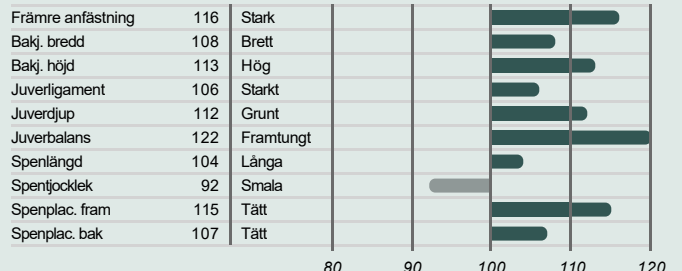 Främre anfästning 116 Stark
Bakj. bredd 108 Brett
Bakj. höjd 113 Hög
Juverligament 106 Starkt
Juverdjup 112 Grunt
Juverbalans 122 Framtungt
Spenlängd 104 Långa
Spentjocklek 92 Smala
Spenplac. fram 115 Tätt
Spenplac. bak 107 Tätt
80 90 100 110 120